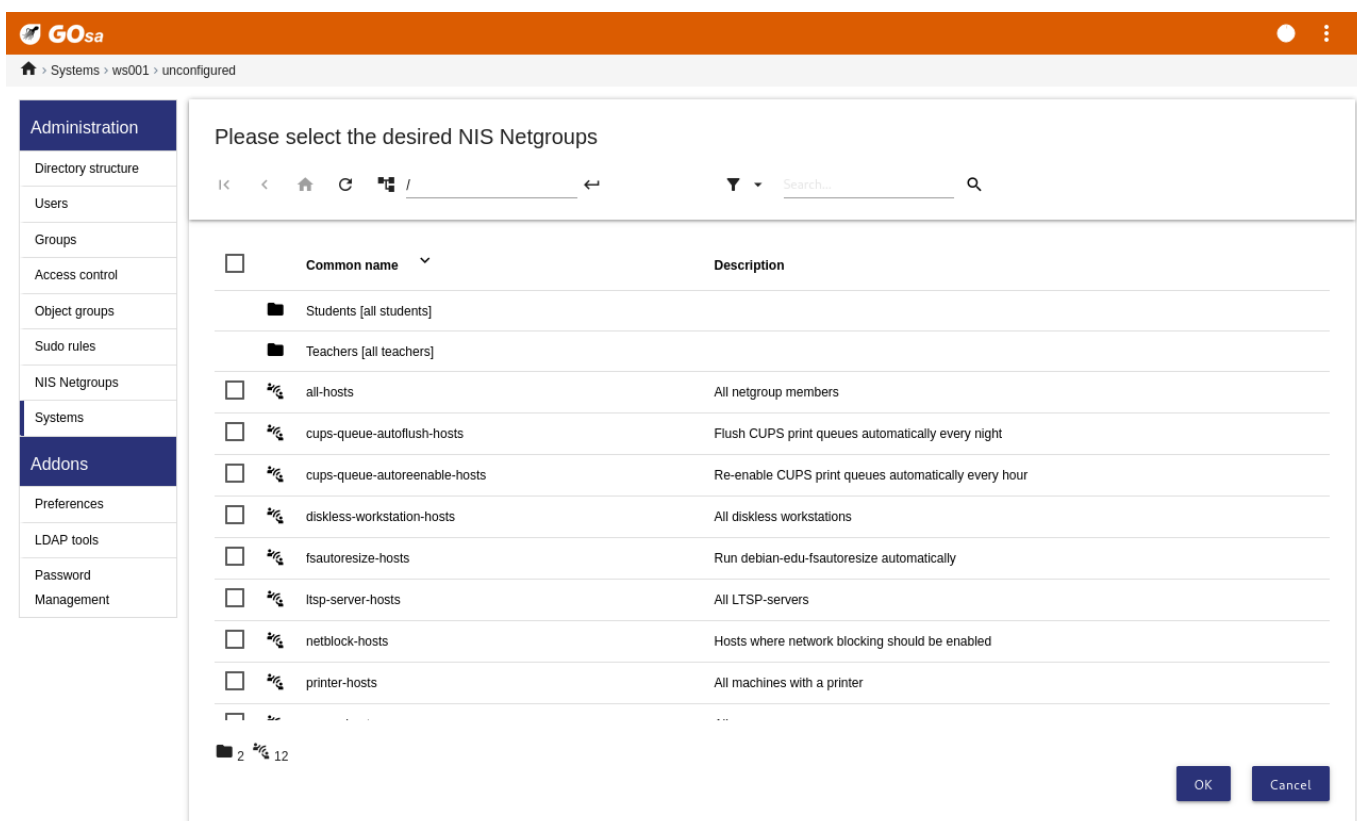 GOsa
Systems › ws001 › unconfigured
Administration
Directory structure
Users
Groups
Access control
Object groups
Sudo rules
NIS Netgroups
Systems
Addons
Preferences
LDAP tools
Password
Management
Please select the desired NIS Netgroups
/
Search...
Common name Description
Students [all students]
Teachers [all teachers]
all-hosts All netgroup members
cups-queue-autoflush-hosts Flush CUPS print queues automatically every night
cups-queue-autoreenable-hosts Re-enable CUPS print queues automatically every hour
diskless-workstation-hosts All diskless workstations
fsautoresize-hosts Run debian-edu-fsautoresize automatically
ltsp-server-hosts All LTSP-servers
netblock-hosts Hosts where network blocking should be enabled
printer-hosts All machines with a printer
2 12
OK Cancel